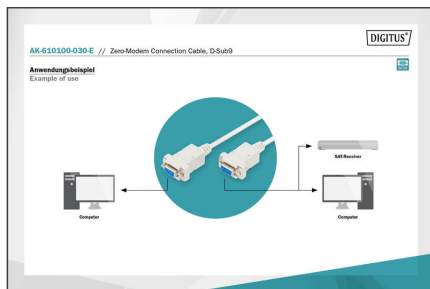 DIGITUS®
AK-610100-030-E // Zero-Modem Connection Cable, D-Sub9
Anwendungsbeispiel
Example of use
SAT-Receiver
Computer
Computer